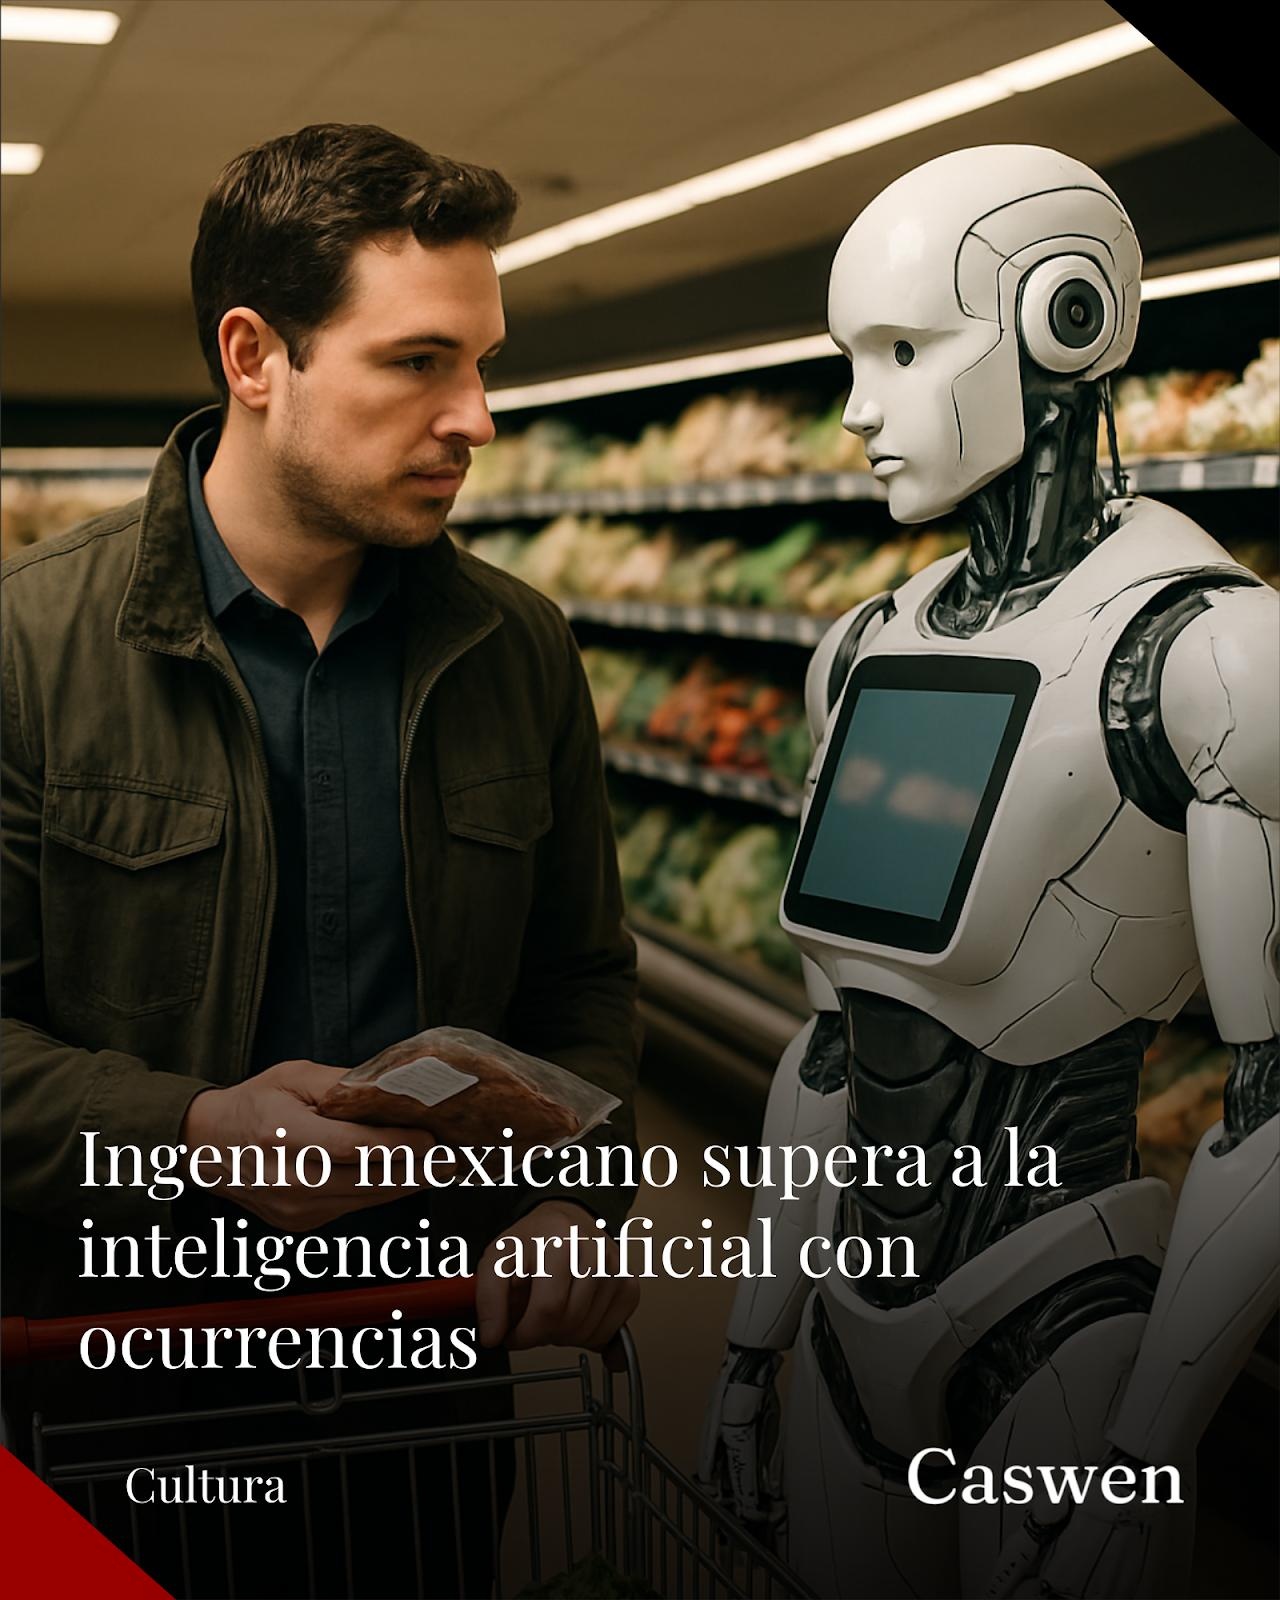 Ingenio mexicano supera a la
inteligencia artificial con
ocurrencias
Cultura
Caswen